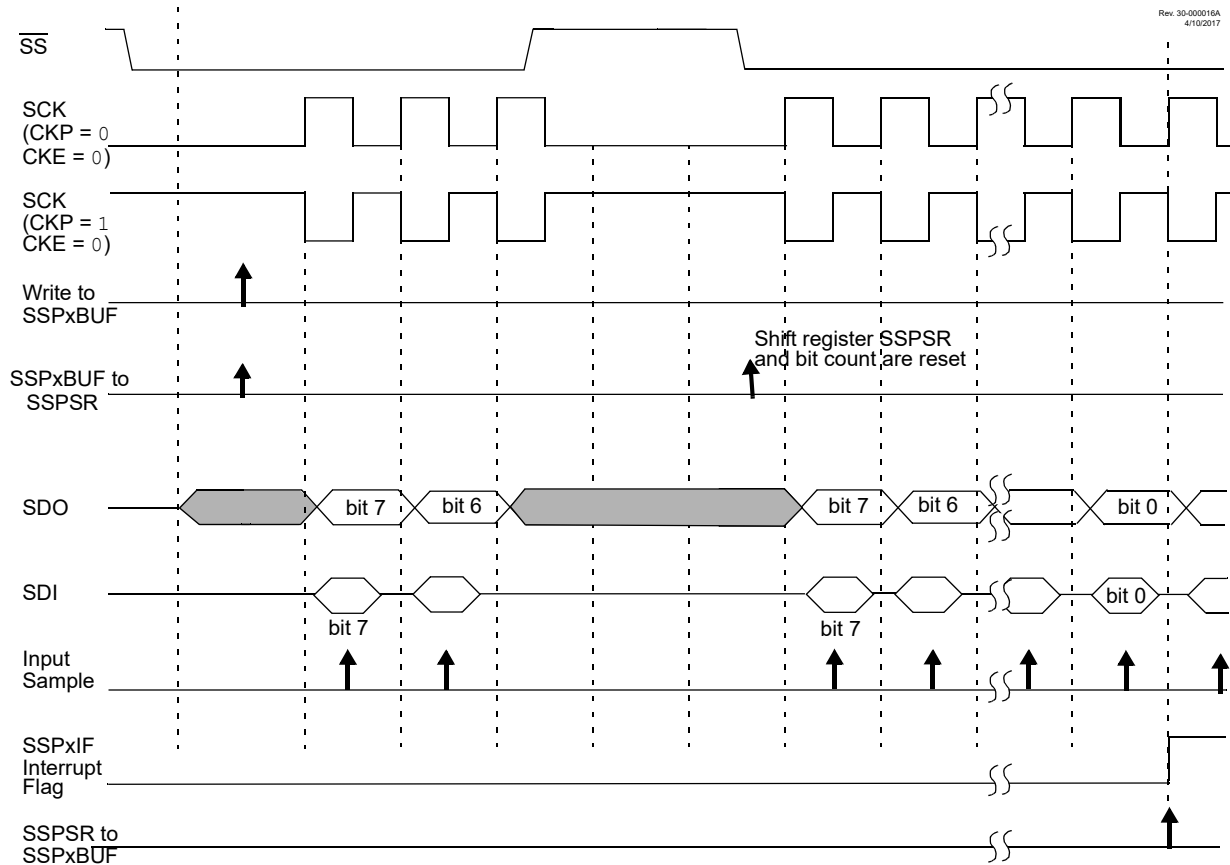 Rev. 30-000016A
4/10/2017
SS
SCK
(CKP = 0
CKE = 0)
SCK
(CKP = 1
CKE = 0)
Write to
SSPxBUF
Shift register SSPSR
and bit count are reset
SSPxBUF to
SSPSR
SDO bit 7 bit 6 bit 7 bit 6 bit 0
SDI bit 0
bit 7 bit 7
Input
Sample
SSPxIF
Interrupt
Flag
SSPSR to
SSPxBUF